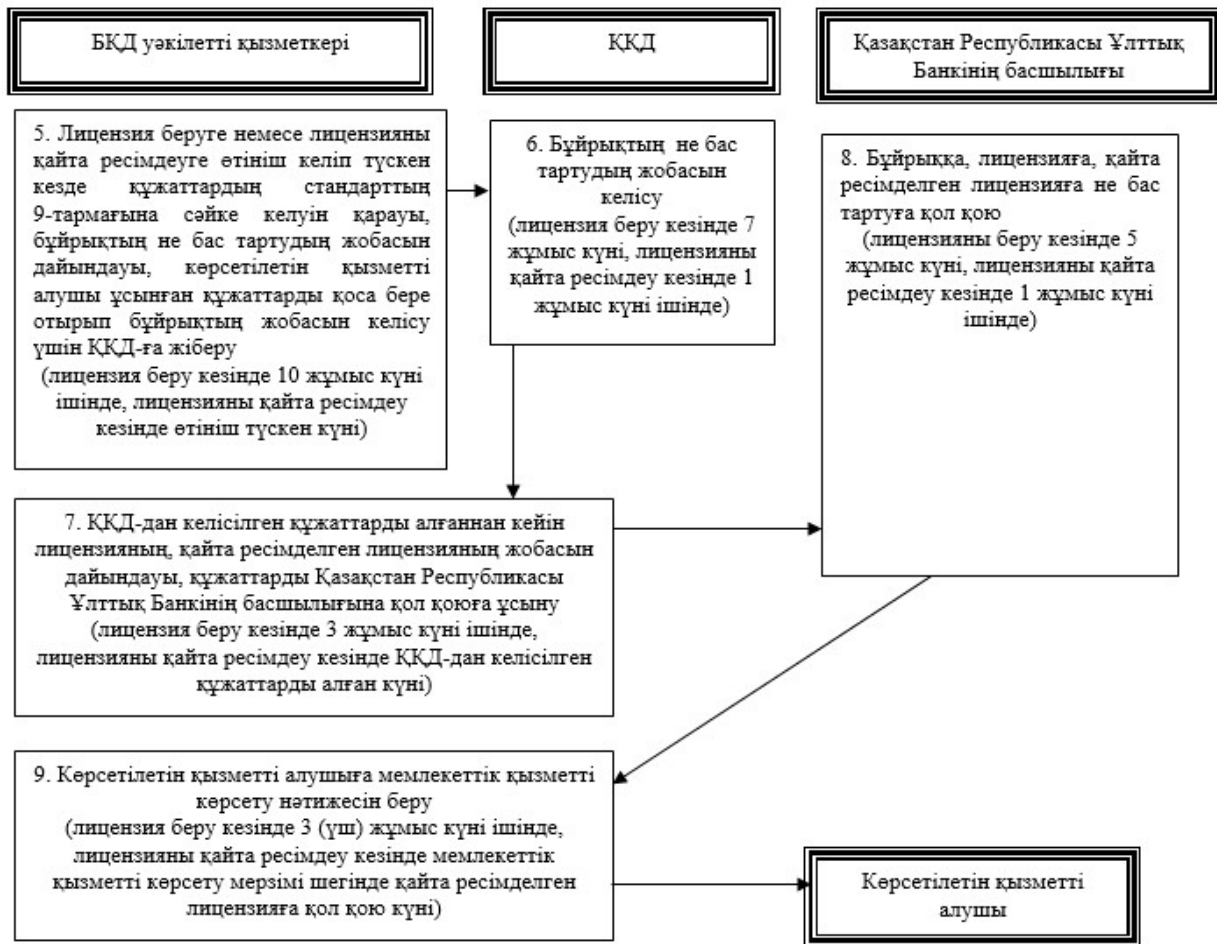 БҚД уәкілетті қызметкері
ҚҚД
Қазақстан Республикасы Ұлттық
Банкінің басшылығы
5. Лицензия беруге немесе лицензияны
қайта ресімдеуге өтініш келіп түскен
кезде құжаттардың стандарттың
9-тармағына сәйке келуін қарауы,
бұйрықтың не бас тартудың жобасын
дайындауы, көрсетілетін қызметті
алушы ұсынған құжаттарды қоса бере
отырып бұйрықтың жобасын келісу
үшін ҚҚД-ға жіберу
(лицензия беру кезінде 10 жұмыс күні
ішінде, лицензияны қайта ресімдеу
кезінде өтініш түскен күні)
6. Бұйрықтың не бас
тартудың жобасын
келісу
(лицензия беру кезінде 7
жұмыс күні, лицензияны
қайта ресімдеу кезінде 1
жұмыс күні ішінде)
8. Бұйрыққа, лицензияға, қайта
ресімделген лицензияға не бас
тартуға қол қою
(лицензияны беру кезінде 5
жұмыс күні, лицензияны қайта
ресімдеу кезінде 1 жұмыс күні
ішінде)
7. ҚҚД-дан келісілген құжаттарды алғаннан кейін
лицензияның, қайта ресімделген лицензияның жобасын
дайындауы, құжаттарды Қазақстан Республикасы
Ұлттық Банкінің басшылығына қол қоюға ұсыну
(лицензия беру кезінде 3 жұмыс күні ішінде,
лицензияны қайта ресімдеу кезінде ҚҚД-дан келісілген
құжаттарды алған күні)
9. Көрсетілетін қызметті алушыға мемлекеттік қызметті
көрсету нәтижесін беру
(лицензия беру кезінде 3 (үш) жұмыс күні ішінде,
лицензияны қайта ресімдеу кезінде мемлекеттік
қызметті көрсету мерзімі шегінде қайта ресімделген
лицензияға қол қою күні)
Көрсетілетін қызметті
алушы